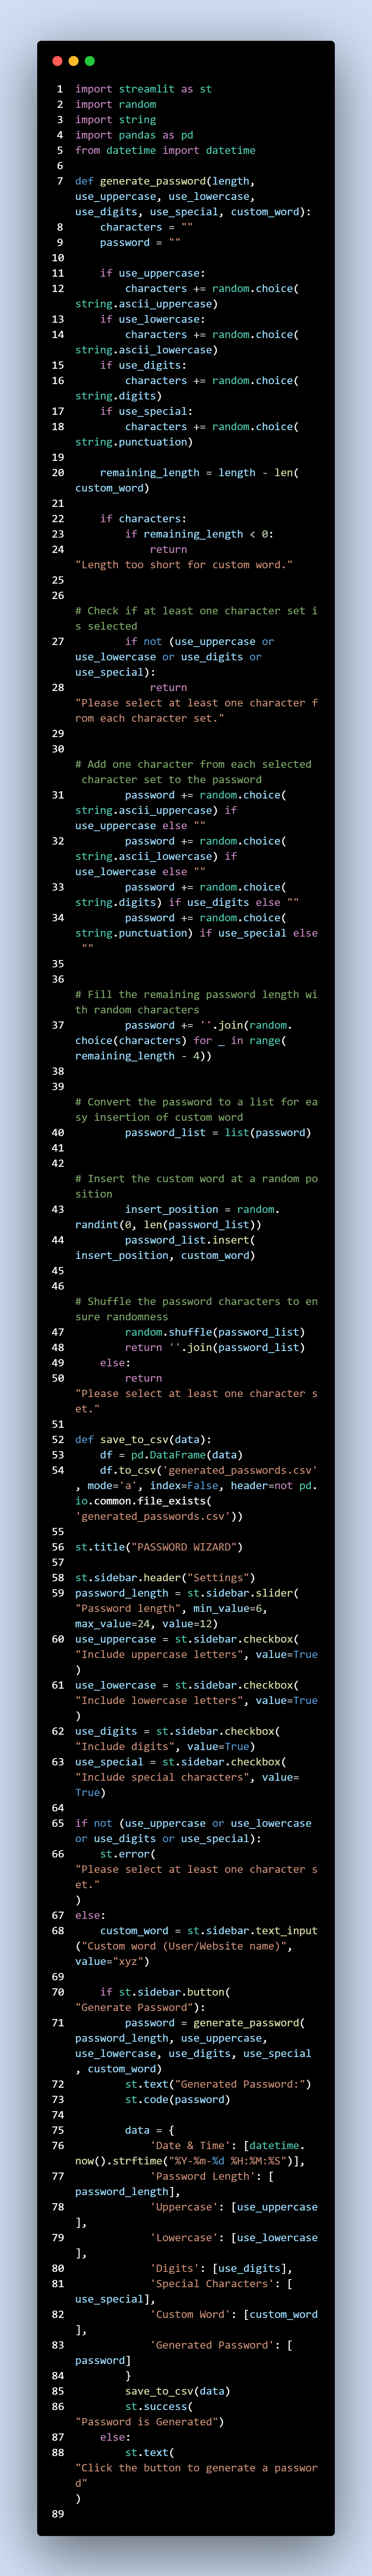 1 import streamlit as st
2 import random
3 import string
4 import pandas as pd
5 from datetime import datetime
6
7 def generate_password(length,
use_uppercase, use_lowercase,
use_digits, use_special, custom_word):
8     characters = ""
9     password = ""
10
11     if use_uppercase:
12         characters += random.choice(
string.ascii_uppercase)
13     if use_lowercase:
14         characters += random.choice(
string.ascii_lowercase)
15     if use_digits:
16         characters += random.choice(
string.digits)
17     if use_special:
18         characters += random.choice(
string.punctuation)
19
20     remaining_length = length - len(
custom_word)
21
22     if characters:
23         if remaining_length < 0:
24             return
"Length too short for custom word."
25
26
# Check if at least one character set i
s selected
27         if not (use_uppercase or
use_lowercase or use_digits or
use_special):
28             return
"Please select at least one character f
rom each character set."
29
30
# Add one character from each selected
 character set to the password
31         password += random.choice(
string.ascii_uppercase) if
use_uppercase else ""
32         password += random.choice(
string.ascii_lowercase) if
use_lowercase else ""
33         password += random.choice(
string.digits) if use_digits else ""
34         password += random.choice(
string.punctuation) if use_special else
 ""
35
36
# Fill the remaining password length wi
th random characters
37         password += ''.join(random.
choice(characters) for _ in range(
remaining_length - 4))
38
39
# Convert the password to a list for ea
sy insertion of custom word
40         password_list = list(password)
41
42
# Insert the custom word at a random po
sition
43         insert_position = random.
randint(0, len(password_list))
44         password_list.insert(
insert_position, custom_word)
45
46
# Shuffle the password characters to en
sure randomness
47         random.shuffle(password_list)
48         return ''.join(password_list)
49     else:
50         return
"Please select at least one character s
et."
51
52 def save_to_csv(data):
53     df = pd.DataFrame(data)
54     df.to_csv('generated_passwords.csv'
, mode='a', index=False, header=not pd.
io.common.file_exists(
'generated_passwords.csv'))
55
56 st.title("PASSWORD WIZARD")
57
58 st.sidebar.header("Settings")
59 password_length = st.sidebar.slider(
"Password length", min_value=6,
max_value=24, value=12)
60 use_uppercase = st.sidebar.checkbox(
"Include uppercase letters", value=True
)
61 use_lowercase = st.sidebar.checkbox(
"Include lowercase letters", value=True
)
62 use_digits = st.sidebar.checkbox(
"Include digits", value=True)
63 use_special = st.sidebar.checkbox(
"Include special characters", value=
True)
64
65 if not (use_uppercase or use_lowercase
or use_digits or use_special):
66     st.error(
"Please select at least one character s
et."
)
67 else:
68     custom_word = st.sidebar.text_input
("Custom word (User/Website name)",
value="xyz")
69
70     if st.sidebar.button(
"Generate Password"):
71         password = generate_password(
password_length, use_uppercase,
use_lowercase, use_digits, use_special
, custom_word)
72         st.text("Generated Password:")
73         st.code(password)
74
75         data = {
76             'Date & Time': [datetime.
now().strftime("%Y-%m-%d %H:%M:%S")],
77             'Password Length': [
password_length],
78             'Uppercase': [use_uppercase
],
79             'Lowercase': [use_lowercase
],
80             'Digits': [use_digits],
81             'Special Characters': [
use_special],
82             'Custom Word': [custom_word
],
83             'Generated Password': [
password]
84         }
85         save_to_csv(data)
86         st.success(
"Password is Generated")
87     else:
88         st.text(
"Click the button to generate a passwor
d"
)
89